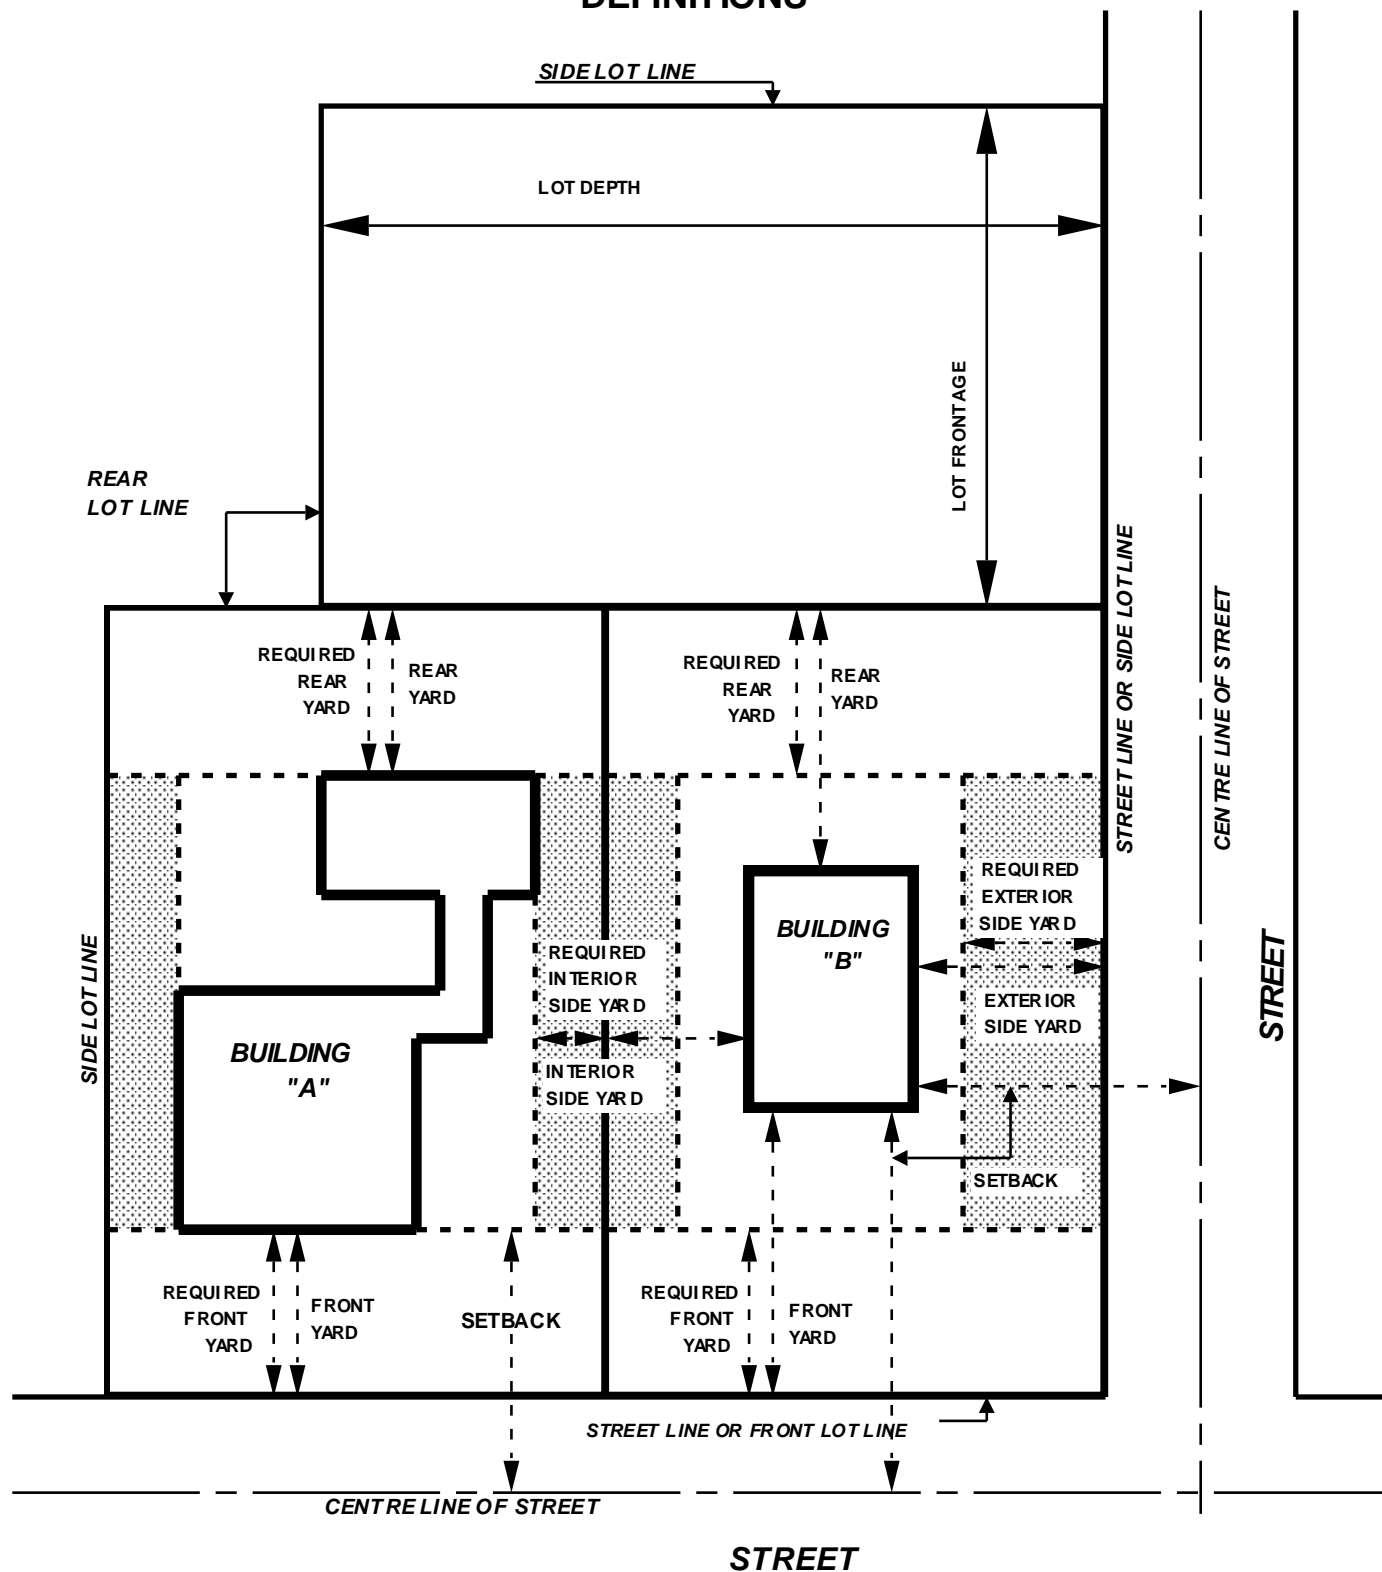 DEFINITIONS
SIDE LOT LINE
LOT DEPTH
LOT FRONTAGE
REAR
LOT LINE
STREET LINE OR SIDE LOT LINE
CENTRE LINE OF STREET
STREET
REQUIRED
REAR
YARD
REAR
YARD
REQUIRED
REAR
YARD
REAR
YARD
SIDE LOT LINE
BUILDING
"A"
REQUIRED
INTERIOR
SIDE YARD
INTERIOR
SIDE YARD
BUILDING
"B"
REQUIRED
EXTERIOR
SIDE YARD
EXTERIOR
SIDE YARD
SETBACK
REQUIRED
FRONT
YARD
FRONT
YARD
SETBACK
REQUIRED
FRONT
YARD
FRONT
YARD
STREET LINE OR FRONT LOT LINE
CENTRE LINE OF STREET
STREET